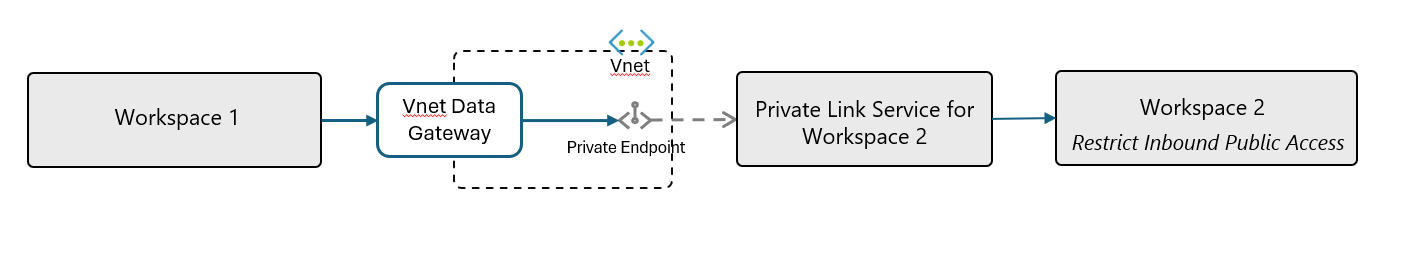 Workspace 1
Vnet Data
Gateway
Vnet
Private Endpoint
Private Link Service for
Workspace 2
Workspace 2
Restrict Inbound Public Access